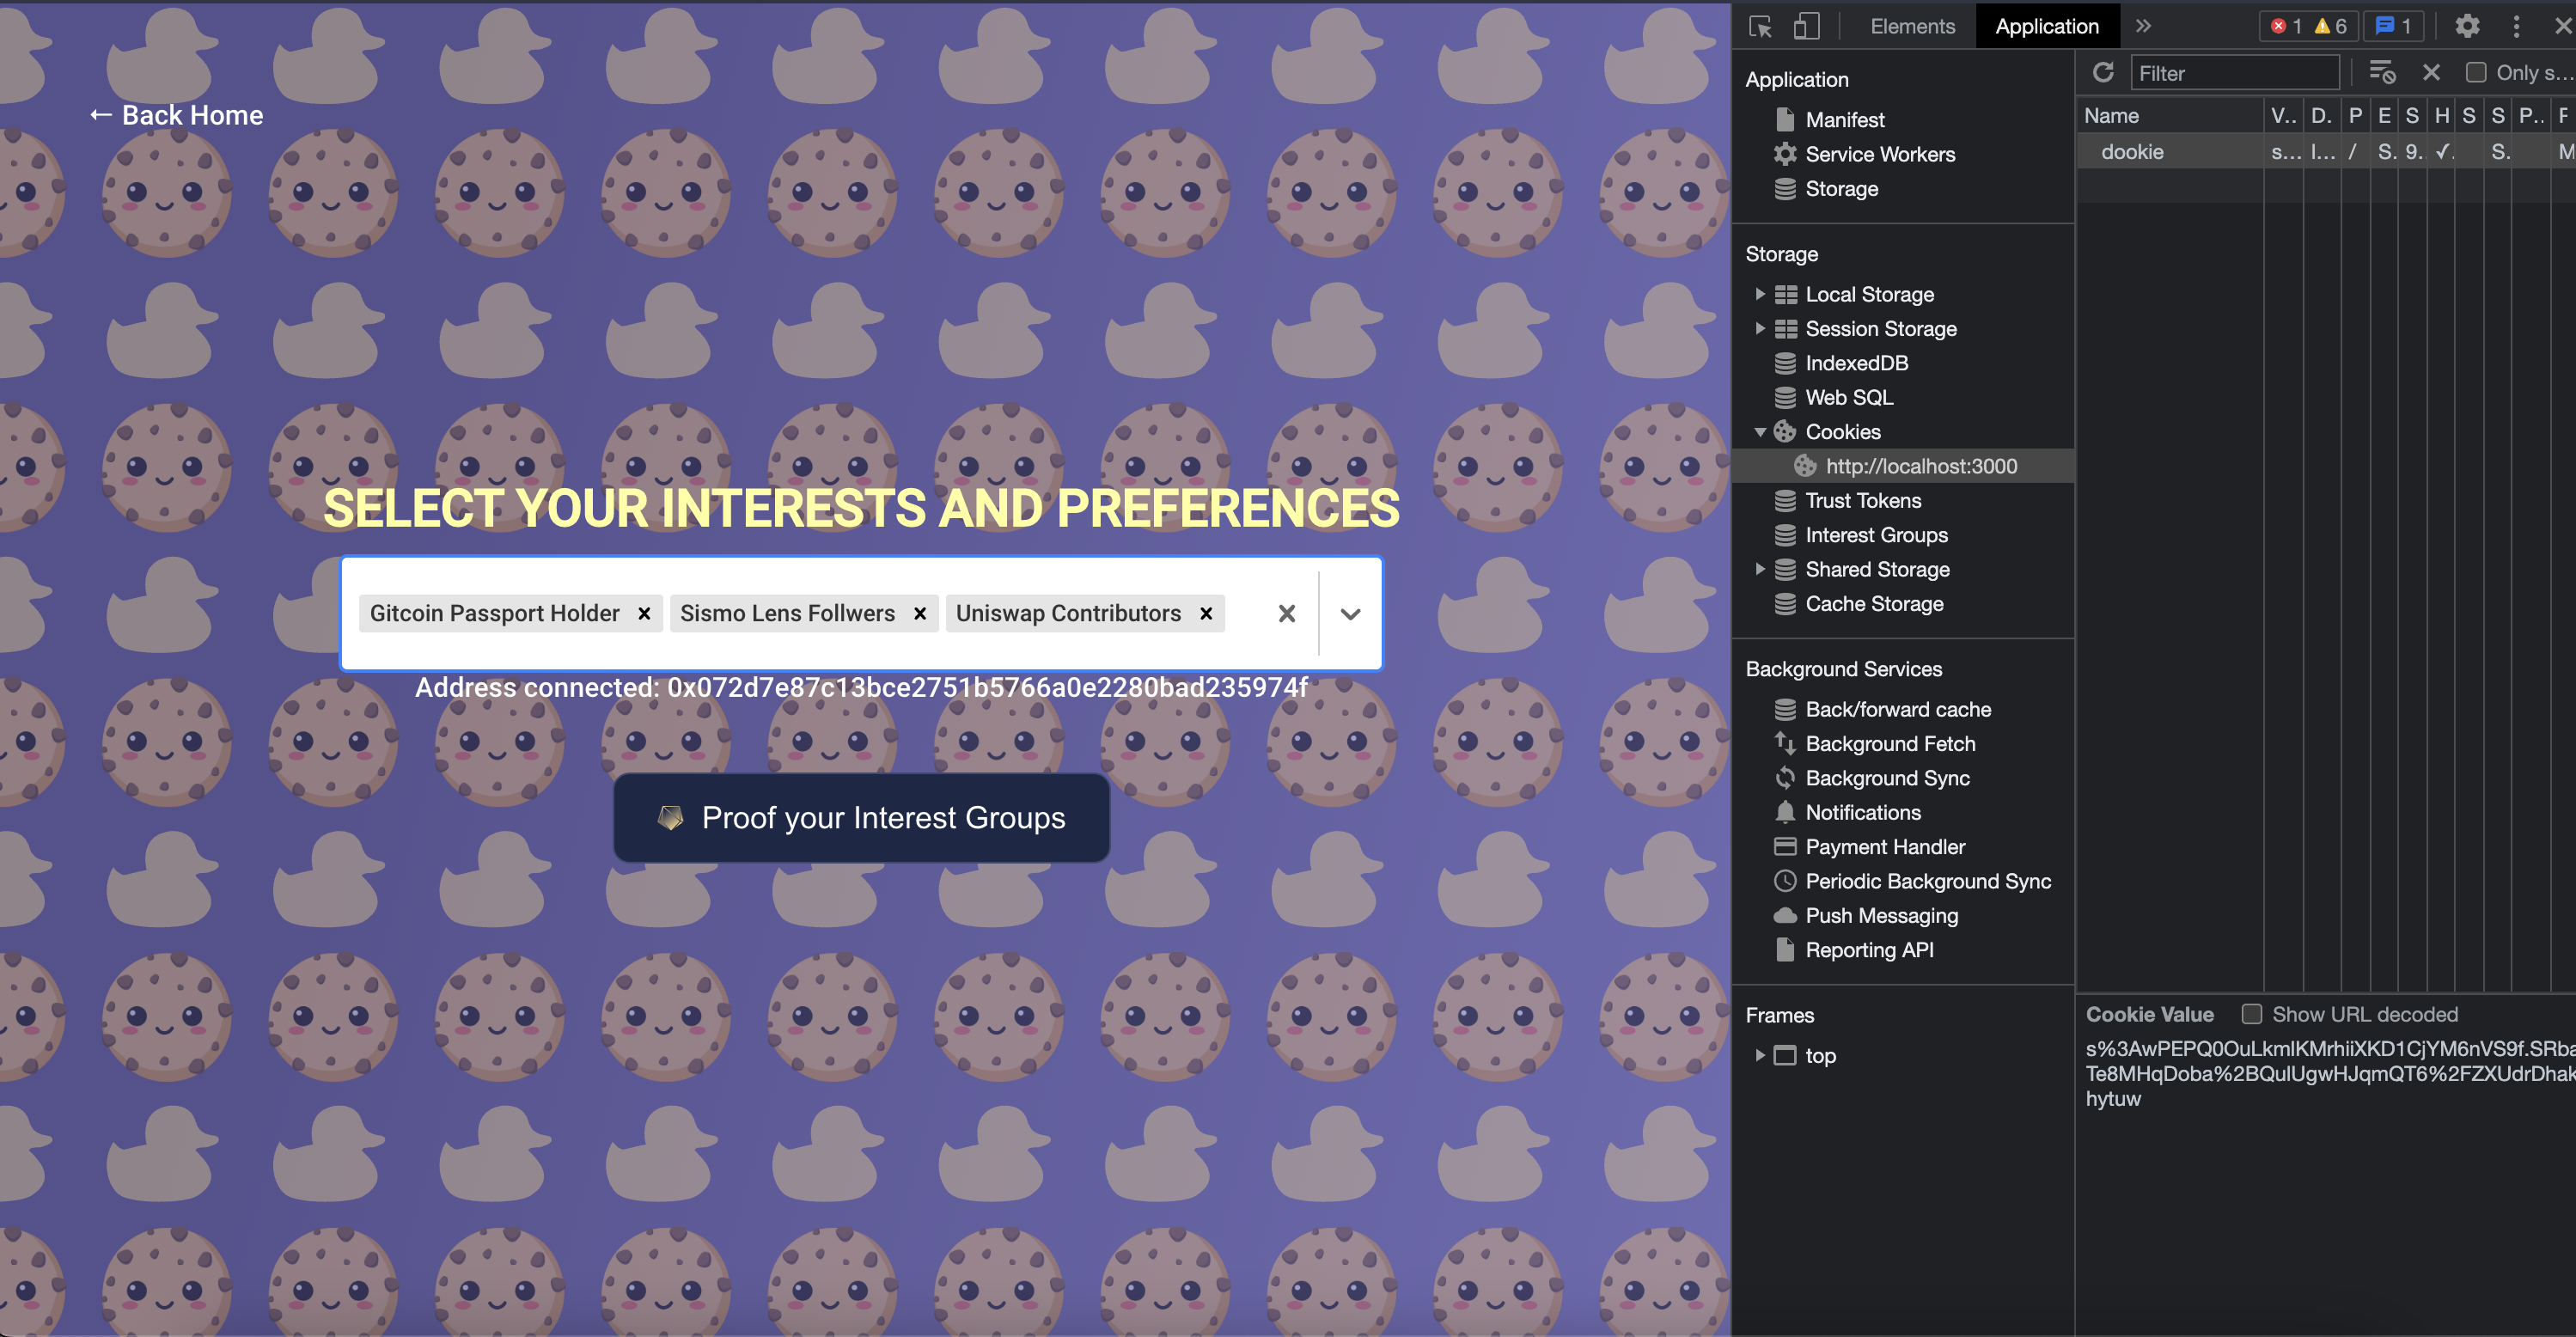 ← Back Home
SELECT YOUR INTERESTS AND PREFERENCES
Gitcoin Passport Holder × Sismo Lens Follwers × Uniswap Contributors ×
Address connected: 0x072d7e87c13bce2751b5766a0e2280bad235974f
Proof your Interest Groups
Elements Application » 1 6 1
Application
Manifest
Service Workers
Storage
Storage
Local Storage
Session Storage
IndexedDB
Web SQL
Cookies
http://localhost:3000
Trust Tokens
Interest Groups
Shared Storage
Cache Storage
Background Services
Back/forward cache
Background Fetch
Background Sync
Notifications
Payment Handler
Periodic Background Sync
Push Messaging
Reporting API
Frames
top
Filter Only s...
Name V.. D. P E S H S S P..
dookie s... l... / S. 9. ✓. S. M
Cookie Value Show URL decoded
Te8MHqDoba%2BQulUgwHJqmQT6%2FZXUdrDhak
hytuw